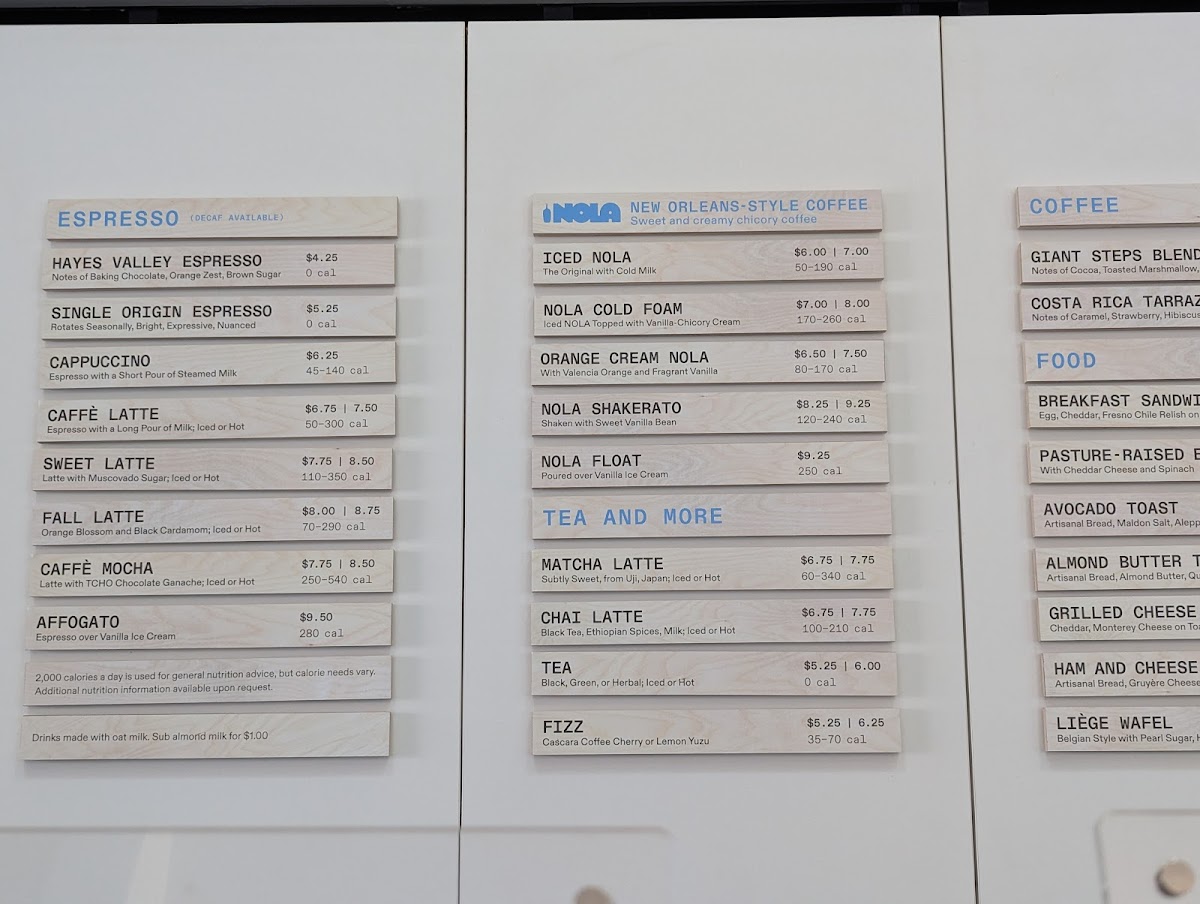 ESPRESSO (DECAF AVAILABLE)
HAYES VALLEY ESPRESSO $4.25
Notes of Baking Chocolate, Orange Zest, Brown Sugar 0 cal
SINGLE ORIGIN ESPRESSO $5.25
Rotates Seasonally, Bright, Expressive, Nuanced 0 cal
CAPPUCCINO $6.25
Espresso with a Short Pour of Steamed Milk 45-140 cal
CAFFÈ LATTE $6.75 | 7.50
Espresso with a Long Pour of Milk; Iced or Hot 50-300 cal
SWEET LATTE $7.75 | 8.50
Latte with Muscovado Sugar; Iced or Hot 110-350 cal
FALL LATTE $8.00 | 8.75
Orange Blossom and Black Cardamom; Iced or Hot 70-290 cal
CAFFÈ MOCHA $7.75 | 8.50
Latte with TCHO Chocolate Ganache; Iced or Hot 250-540 cal
AFFOGATO $9.50
Espresso over Vanilla Ice Cream 280 cal
2,000 calories a day is used for general nutrition advice, but calorie needs vary.
Additional nutrition information available upon request.
Drinks made with oat milk. Sub almond milk for $1.00
NOLA NEW ORLEANS-STYLE COFFEE
Sweet and creamy chicory coffee
ICED NOLA $6.00 | 7.00
The Original with Cold Milk 50-190 cal
NOLA COLD FOAM $7.00 | 8.00
Iced NOLA Topped with Vanilla-Chicory Cream 170-260 cal
ORANGE CREAM NOLA $6.50 | 7.50
With Valencia Orange and Fragrant Vanilla 80-170 cal
NOLA SHAKERATO $8.25 | 9.25
Shaken with Sweet Vanilla Bean 120-240 cal
NOLA FLOAT $9.25
Poured over Vanilla Ice Cream 250 cal
TEA AND MORE
MATCHA LATTE $6.75 | 7.75
Subtly Sweet, from Uji, Japan; Iced or Hot 60-340 cal
CHAI LATTE $6.75 | 7.75
Black Tea, Ethiopian Spices, Milk; Iced or Hot 100-210 cal
TEA $5.25 | 6.00
Black, Green, or Herbal; Iced or Hot 0 cal
FIZZ $5.25 | 6.25
Cascara Coffee Cherry or Lemon Yuzu 35-70 cal
COFFEE
GIANT STEPS BLEND
Notes of Cocoa, Toasted Marshmallow,
COSTA RICA TARRAZ
Notes of Caramel, Strawberry, Hibiscus
FOOD
BREAKFAST SANDWI
Egg, Cheddar, Fresno Chile Relish on
PASTURE-RAISED E
With Cheddar Cheese and Spinach
AVOCADO TOAST
Artisanal Bread, Maldon Salt, Alepp
ALMOND BUTTER T
Artisanal Bread, Almond Butter, Qu
GRILLED CHEESE
Cheddar, Monterey Cheese on Toa
HAM AND CHEESE
Artisanal Bread, Gruyère Cheese
LIÈGE WAFEL
Belgian Style with Pearl Sugar, H